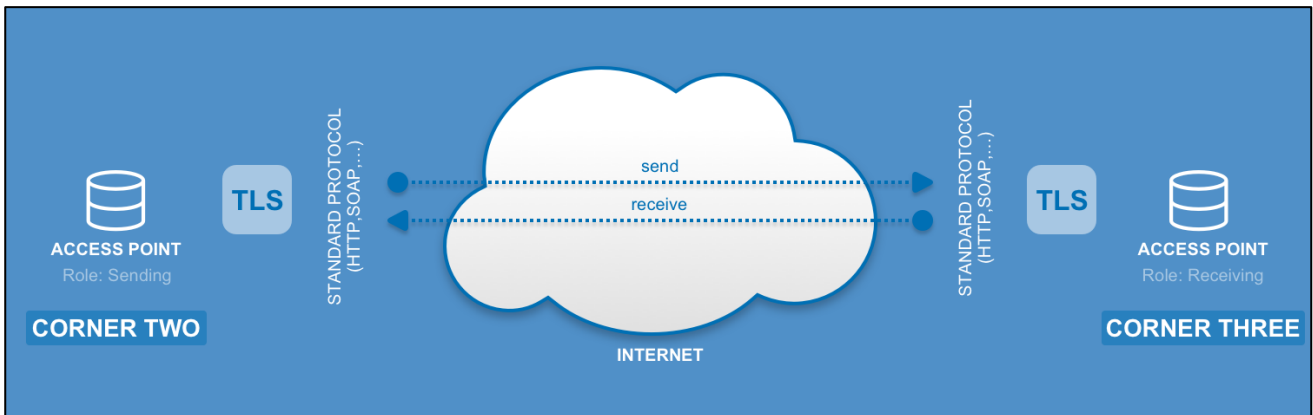 ACCESS POINT
Role: Sending
CORNER TWO
TLS
STANDARD PROTOCOL
(HTTP,SOAP,...)
send
receive
INTERNET
STANDARD PROTOCOL
(HTTP,SOAP,...)
TLS
ACCESS POINT
Role: Receiving
CORNER THREE